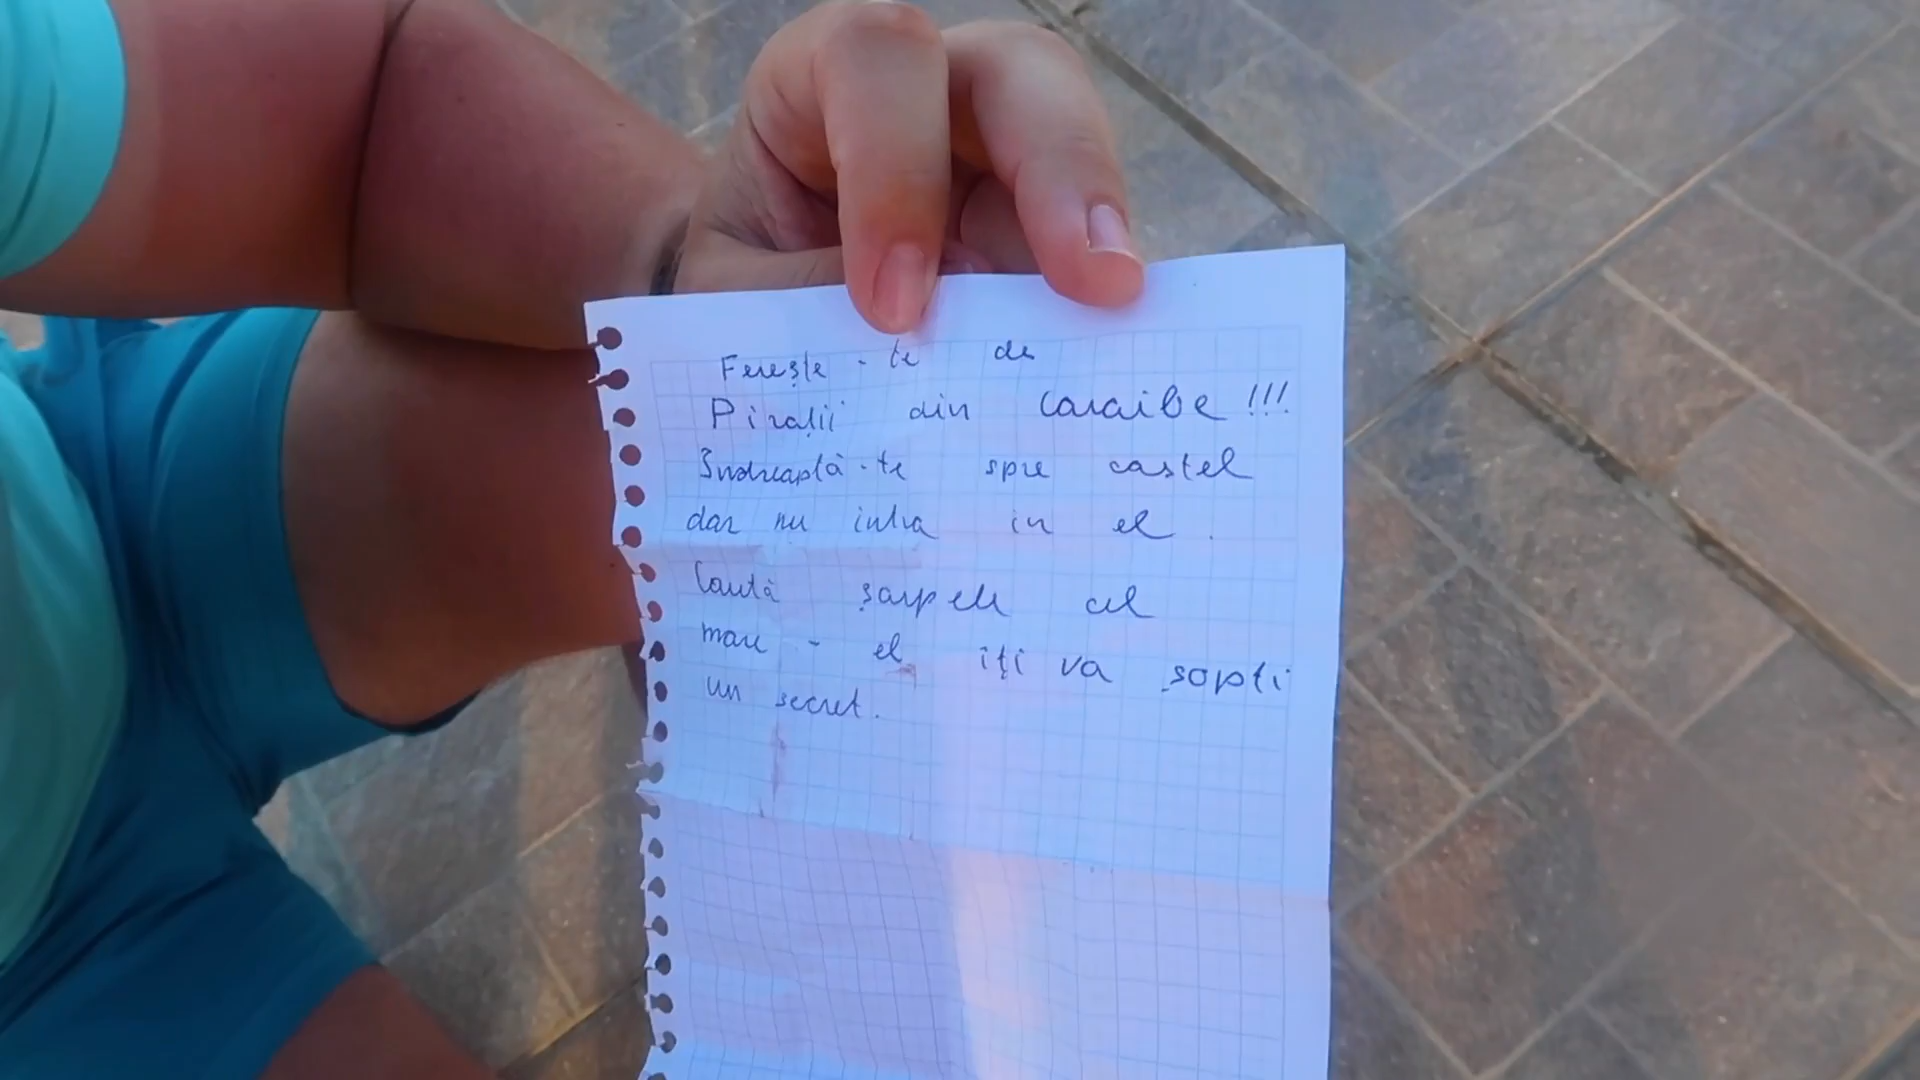 Ferește-te de
Pirații din Caraibe!!!
Îndreaptă-te spre castel
dar nu intra in el.
Caută șarpele cel
mare - el îți va șopti
un secret.